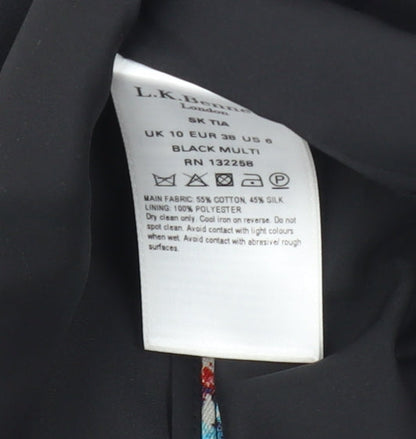 L.K.Benne
London
SK TIA
UK 10 EUR 38 US 6
BLACK MULTI
RN 132258
P
MAIN FABRIC: 55% COTTON, 45% SILK
LINING: 100% POLYESTER
Dry clean only. Cool iron on reverse. Do not
spot clean. Avoid contact with light colours
when wet. Avoid contact with abrasive/ rough
surfaces.